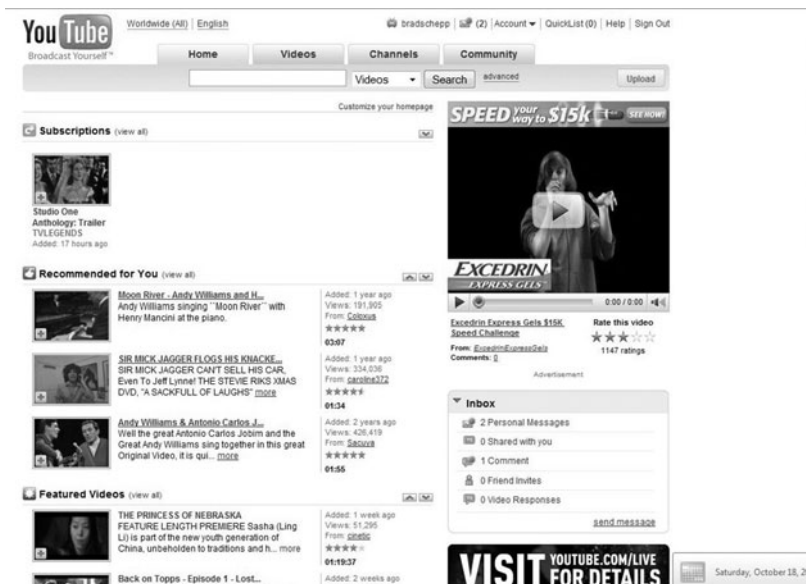 You Tube
Broadcast Yourself™
Worldwide (All) | English
bradschepp | (2) | Account ▾ | QuickList (0) | Help | Sign Out
Home Videos Channels Community
Videos Search advanced Upload
Customize your homepage
Subscriptions (view all)
Studio One
Anthology: Trailer
TVLEGENDS
Added: 17 hours ago
Recommended for You (view all)
Moon River - Andy Williams and H...
Andy Williams singing ``Moon River`` with
Henry Mancini at the piano.
Added: 1 year ago
Views: 191,905
From: Coloxus
03:07
SIR MICK JAGGER FLOGS HIS KNACKE...
SIR MICK JAGGER CAN'T SELL HIS CAR,
Even To Jeff Lynne! THE STEVIE RIKS XMAS
DVD, "A SACKFULL OF LAUGHS" more
Added: 1 year ago
Views: 334,036
From: caroline372
01:34
Andy Williams & Antonio Carlos J...
Well the great Antonio Carlos Jobim and the
Great Andy Williams sing together in this great
Original Video, it is qui... more
Added: 2 years ago
Views: 426,419
From: Sacuva
01:55
Featured Videos (view all)
THE PRINCESS OF NEBRASKA
FEATURE LENGTH PREMIERE Sasha (Ling
Li) is part of the new youth generation of
China, unbeholden to traditions and h... more
Added: 1 week ago
Views: 51,295
From: cinetic
01:19:37
Back on Topps - Episode 1 - Lost...
Added: 2 weeks ago
SPEED your way to $15k SEE NOW!
EXCEDRIN
EXPRESS GELS
0:00 / 0:00
Excedrin Express Gels $15K
Speed Challenge
From: ExcedrinExpressGels
Comments: 0
Rate this video
1147 ratings
Advertisement
Inbox
2 Personal Messages
0 Shared with you
1 Comment
0 Friend Invites
0 Video Responses
send message
VISIT YOUTUBE.COM/LIVE
FOR DETAILS
Saturday, October 18, 2